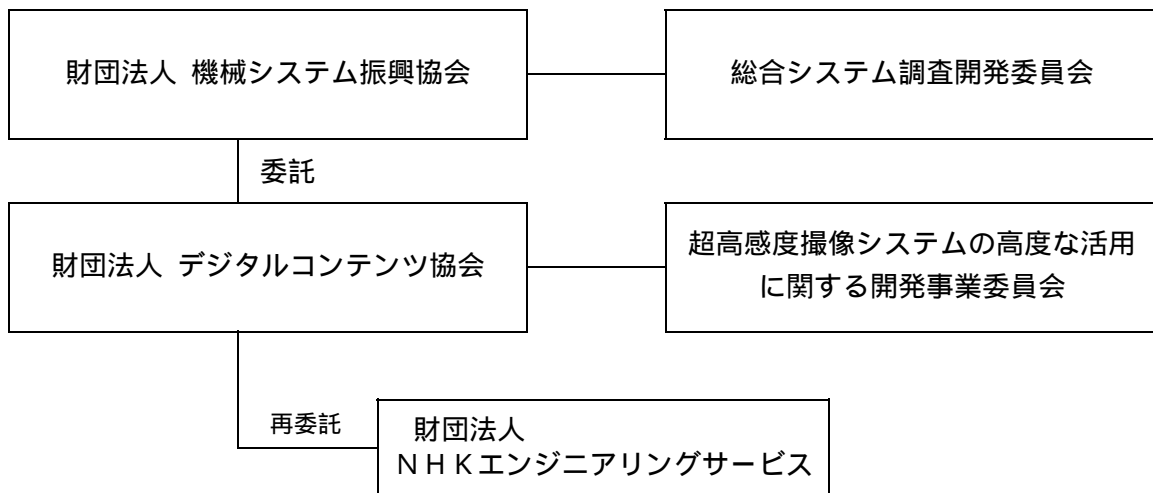 財団法人 機械システム振興協会
総合システム調査開発委員会
委託
財団法人 デジタルコンテンツ協会
超高感度撮像システムの高度な活用
に関する開発事業委員会
再委託
財団法人
ＮＨＫエンジニアリングサービス